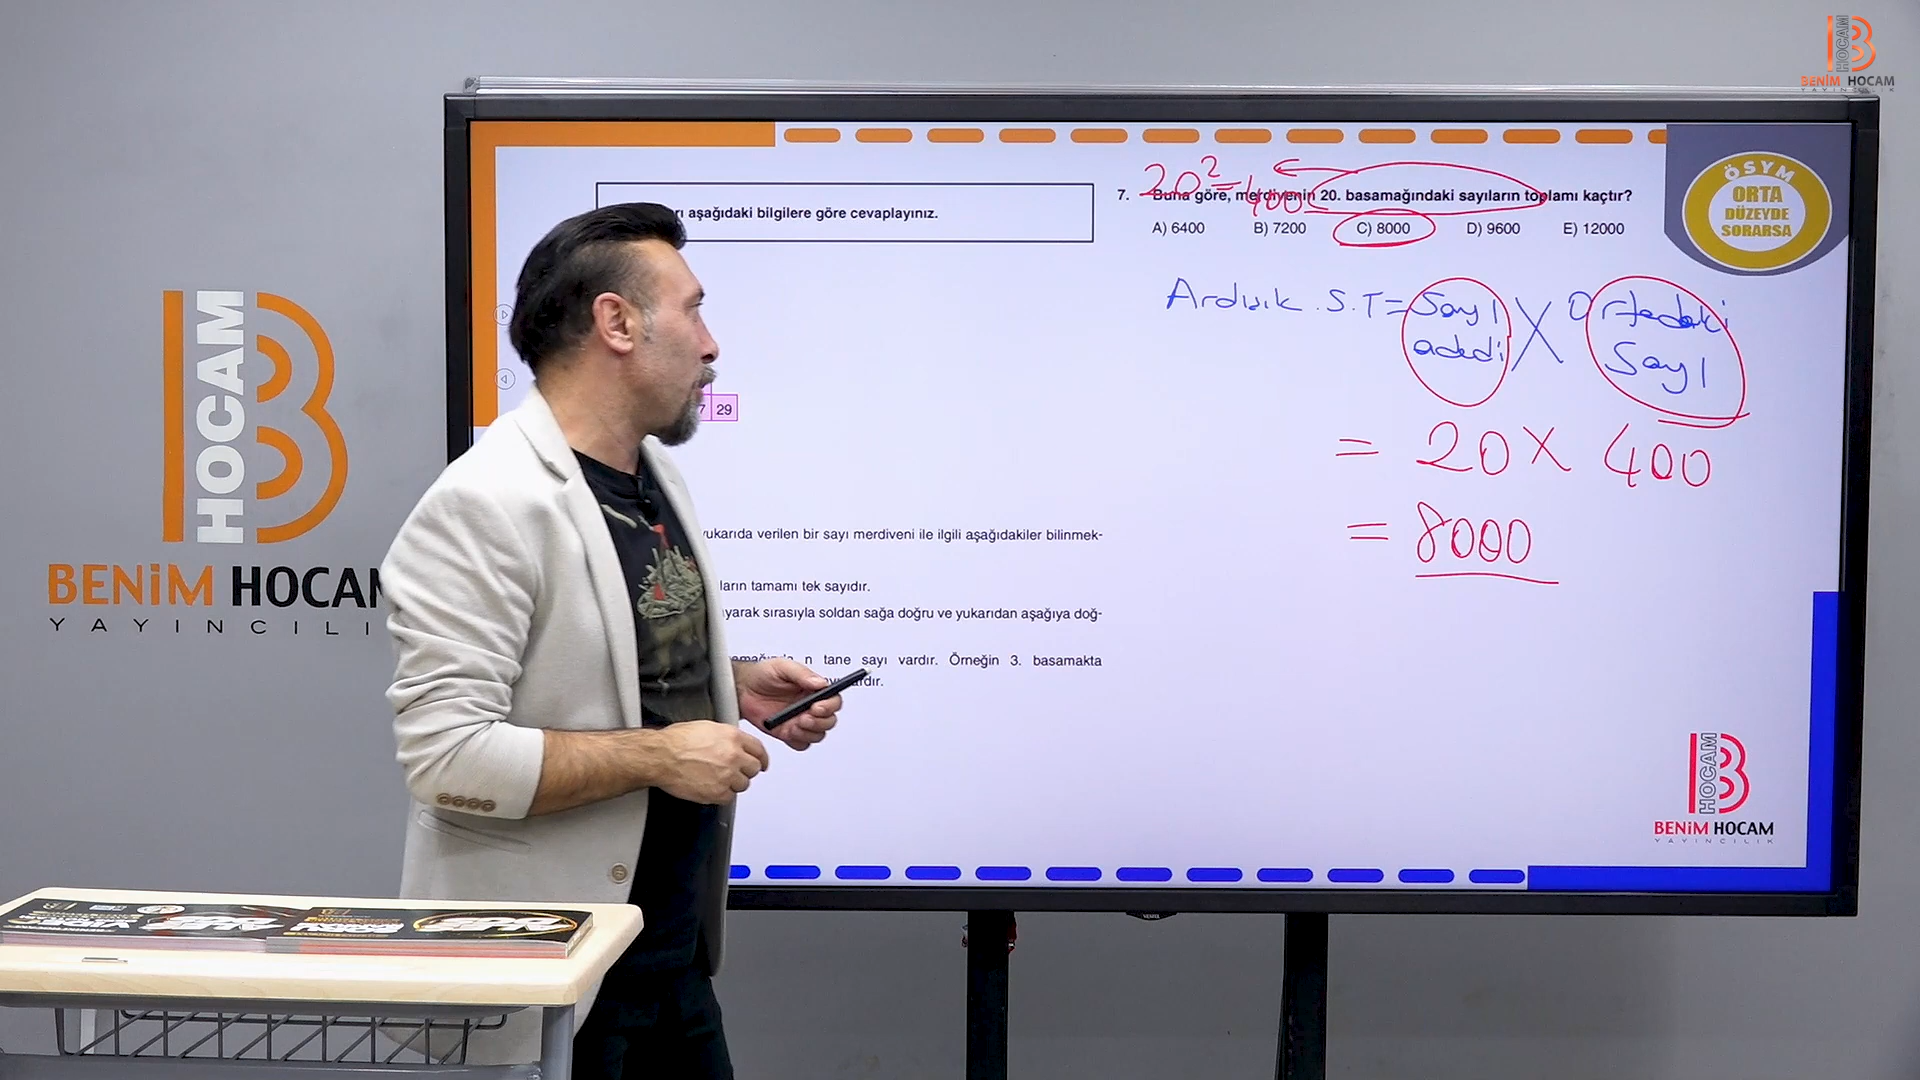 BENİM HOCAM
YAYINCILIK
HOCAM
BENİM HOCAM
YAYINCILIK
aşağıdaki bilgilere göre cevaplayınız.
29
yukarıda verilen bir sayı merdiveni ile ilgili aşağıdakiler bilinmek-
tamamı tek sayıdır.
sırasıyla soldan sağa doğru ve yukarıdan aşağıya doğ-
n tane sayı vardır. Örneğin 3. basamakta
20² = 400
7. Buna göre, merdivenin 20. basamağındaki sayıların toplamı kaçtır?
A) 6400 B) 7200 C) 8000 D) 9600 E) 12000
ÖSYM
ORTA
DÜZEYDE
SORARSA
Ardışık . S . T = Sayı adedi X Ortadaki Sayı
= 20 X 400
= 8000
HOCAM
BENİM HOCAM
YAYINCILIK